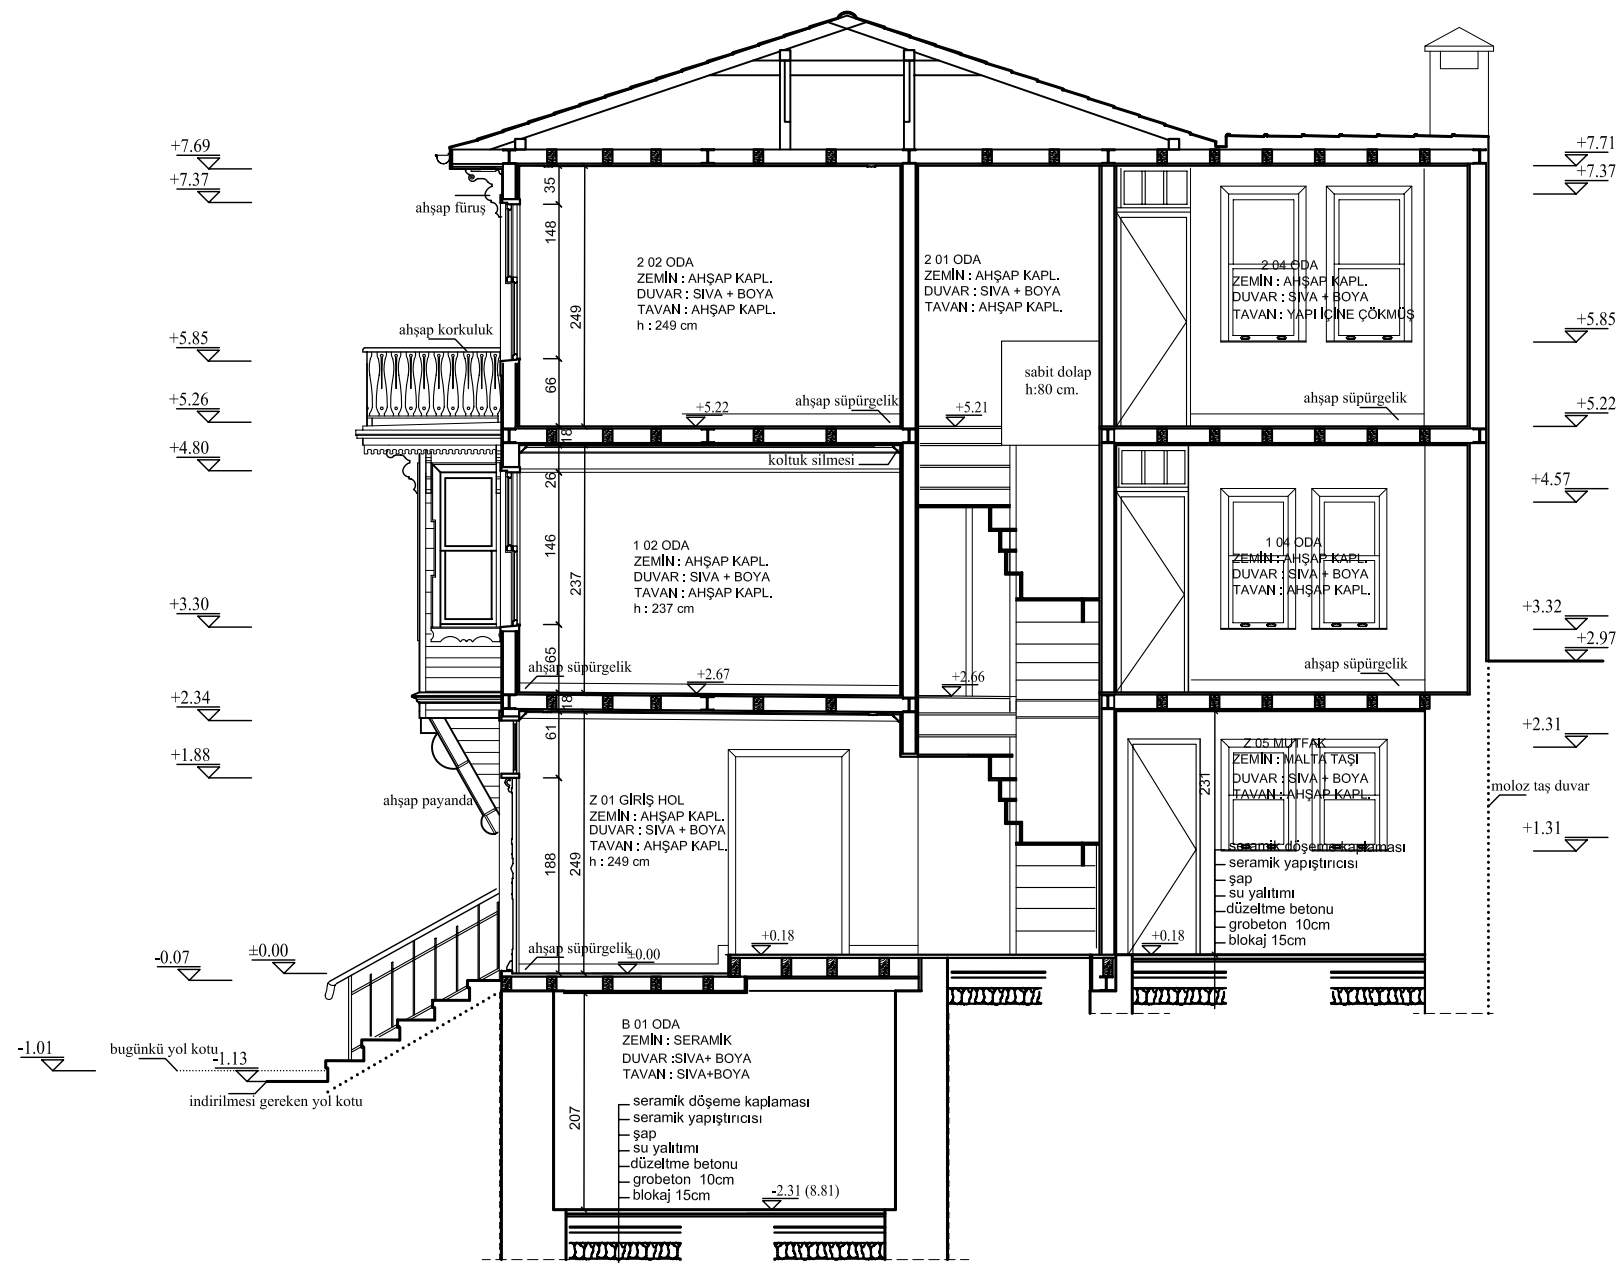 +7.69
+7.37
ahşap füruş
ahşap korkuluk
+5.85
+5.26
+4.80
+3.30
+2.34
+1.88
ahşap payanda
-0.07
±0.00
-1.01
bugünkü yol kotu
-1.13
indirilmesi gereken yol kotu
35
148
249
66
18
2 02 ODA
ZEMİN : AHŞAP KAPL.
DUVAR : SIVA + BOYA
TAVAN : AHŞAP KAPL.
h : 249 cm
+5.22
ahşap süpürgelik
2 01 ODA
ZEMİN : AHŞAP KAPL.
DUVAR : SIVA + BOYA
TAVAN : AHŞAP KAPL.
sabit dolap
h:80 cm.
+5.21
2 04 ODA
ZEMİN : AHŞAP KAPL.
DUVAR : SIVA + BOYA
TAVAN : YAPI İÇİNE ÇÖKMÜŞ
ahşap süpürgelik
koltuk silmesi
26
146
237
65
18
1 02 ODA
ZEMİN : AHŞAP KAPL.
DUVAR : SIVA + BOYA
TAVAN : AHŞAP KAPL.
h : 237 cm
ahşap süpürgelik
+2.67
+2.66
1 04 ODA
ZEMİN : AHŞAP KAPL.
DUVAR : SIVA + BOYA
TAVAN : AHŞAP KAPL.
ahşap süpürgelik
61
188
249
Z 01 GİRİŞ HOL
ZEMİN : AHŞAP KAPL.
DUVAR : SIVA + BOYA
TAVAN : AHŞAP KAPL.
h : 249 cm
ahşap süpürgelik
±0.00
+0.18
Z 05 MUTFAK
ZEMİN : MALTA TAŞI
DUVAR : SIVA + BOYA
TAVAN : AHŞAP KAPL.
231
seramik döşeme kaplaması
seramik yapıştırıcısı
şap
su yalıtımı
düzeltme betonu
grobeton 10cm
blokaj 15cm
+0.18
B 01 ODA
ZEMİN : SERAMİK
DUVAR :SIVA+ BOYA
TAVAN : SIVA+BOYA
207
seramik döşeme kaplaması
seramik yapıştırıcısı
şap
su yalıtımı
düzeltme betonu
grobeton 10cm
blokaj 15cm
-2.31 (8.81)
+7.71
+7.37
+5.85
+5.22
+4.57
+3.32
+2.97
+2.31
moloz taş duvar
+1.31